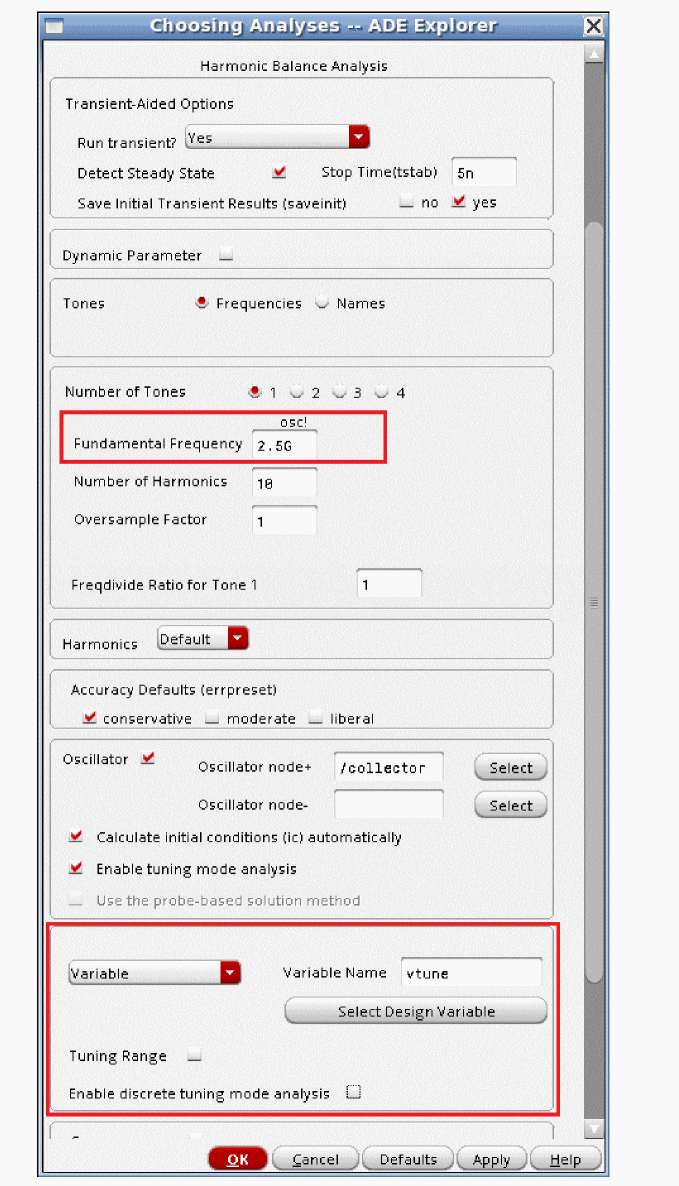 Choosing Analyses -- ADE Explorer
Harmonic Balance Analysis
Transient-Aided Options
Run transient? Yes
Detect Steady State Stop Time(tstab) 5n
Save Initial Transient Results (saveinit) no yes
Dynamic Parameter
Tones Frequencies Names
Number of Tones 1 2 3 4
osc!
Fundamental Frequency 2.5G
Number of Harmonics 10
Oversample Factor 1
Freqdivide Ratio for Tone 1 1
Harmonics Default
Accuracy Defaults (errpreset)
conservative moderate liberal
Oscillator Oscillator node+ /collector Select
Oscillator node- Select
Calculate initial conditions (ic) automatically
Enable tuning mode analysis
Use the probe-based solution method
Variable Variable Name vtune
Select Design Variable
Tuning Range
Enable discrete tuning mode analysis
OK Cancel Defaults Apply Help